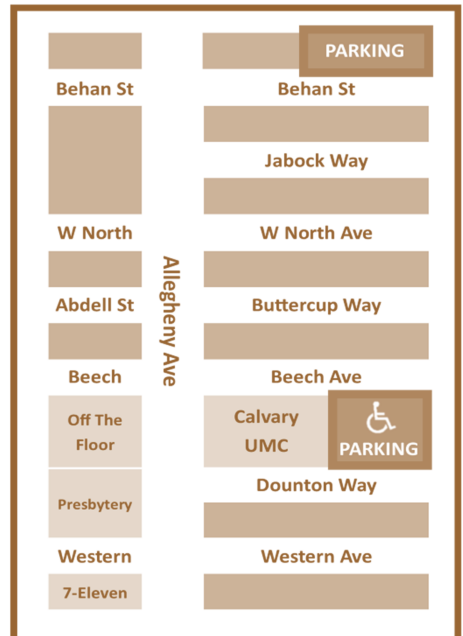 PARKING
Behan St
Behan St
Jabock Way
W North
W North Ave
Allegheny Ave
Abdell St
Buttercup Way
Beech
Beech Ave
Off The
Floor
Calvary
UMC
PARKING
Presbytery
Dounton Way
Western
Western Ave
7-Eleven